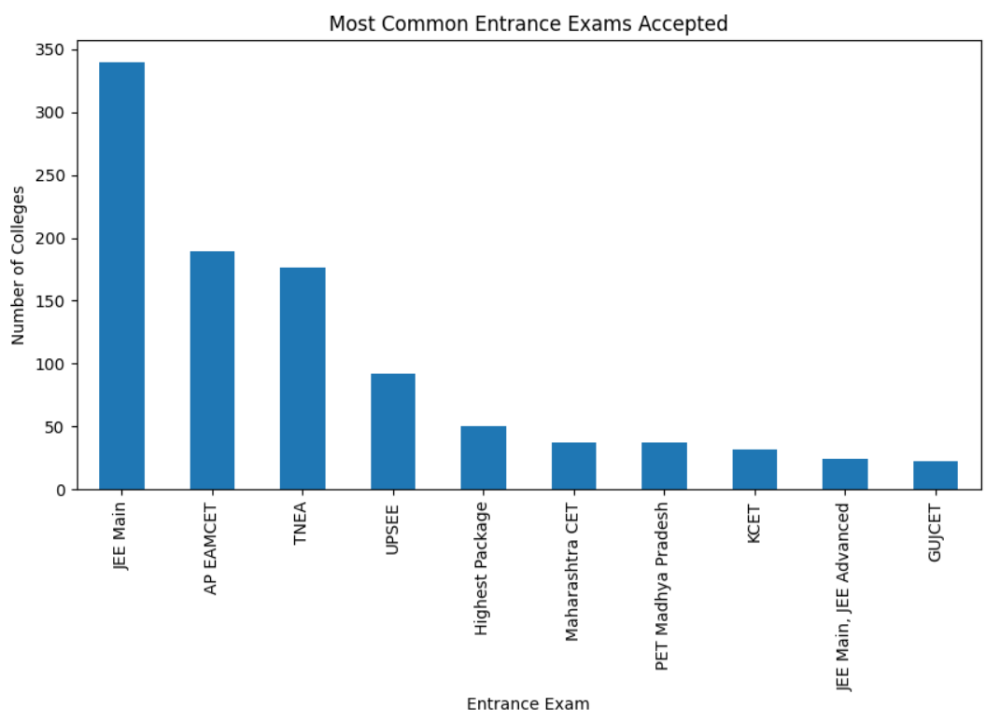 Most Common Entrance Exams Accepted
Number of Colleges
350
300
250
200
150
100
50
0
JEE Main
AP EAMCET
TNEA
UPSEE
Highest Package
Maharashtra CET
PET Madhya Pradesh
KCET
JEE Main, JEE Advanced
GUJCET
Entrance Exam